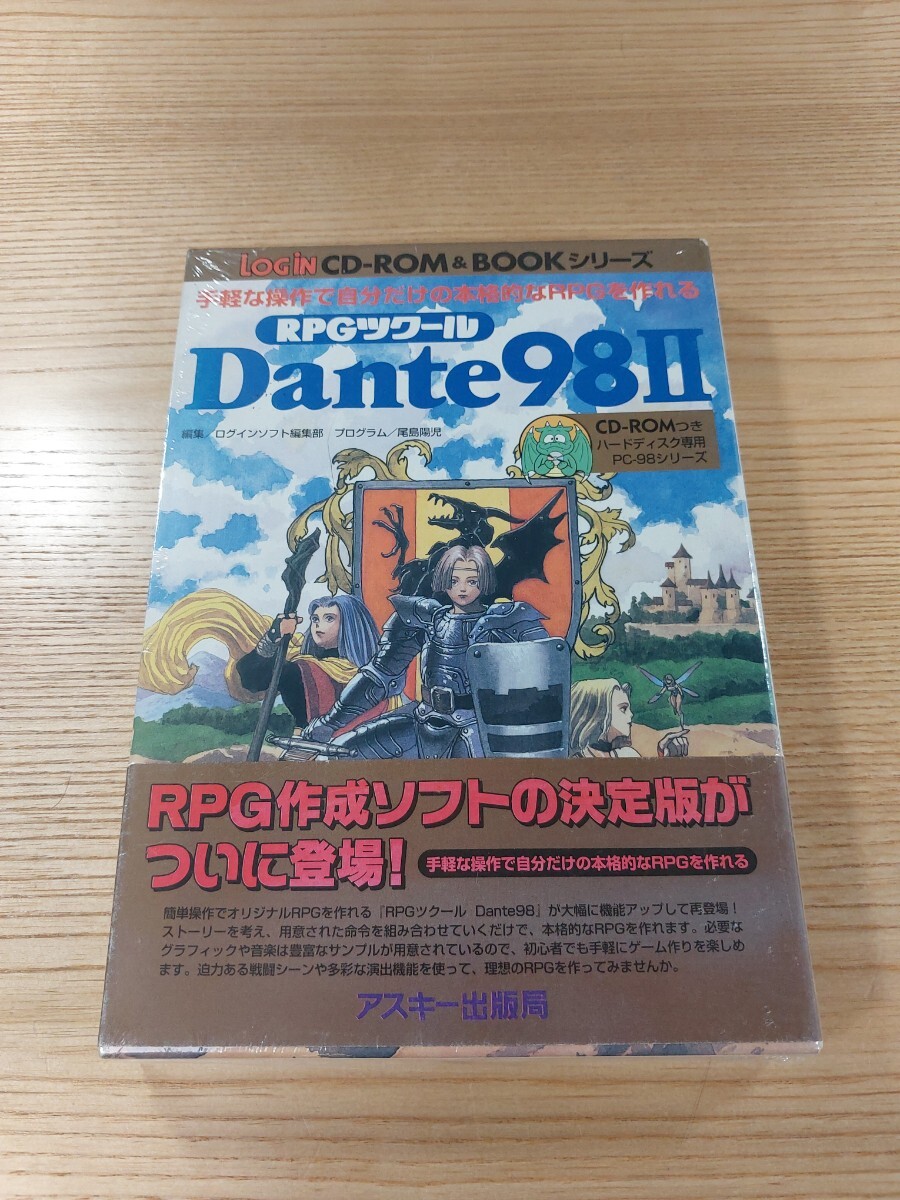 LOGiN CD-ROM & BOOKシリーズ
手軽な操作で自分だけの本格的なRPGを作れる
RPGツクール
Dante98II
編集／ログインソフト編集部 プログラム／尾島陽児
CD-ROMつき
ハードディスク専用
PC-98シリーズ
RPG作成ソフトの決定版が
ついに登場！
手軽な操作で自分だけの本格的なRPGを作れる
簡単操作でオリジナルRPGを作れる『RPGツクール Dante98』が大幅に機能アップして再登場！
ストーリーを考え、用意された命令を組み合わせていくだけで、本格的なRPGを作れます。必要な
グラフィックや音楽は豊富なサンプルが用意されているので、初心者でも手軽にゲーム作りを楽しめ
ます。迫力ある戦闘シーンや多彩な演出機能を使って、理想のRPGを作ってみませんか。
アスキー出版局